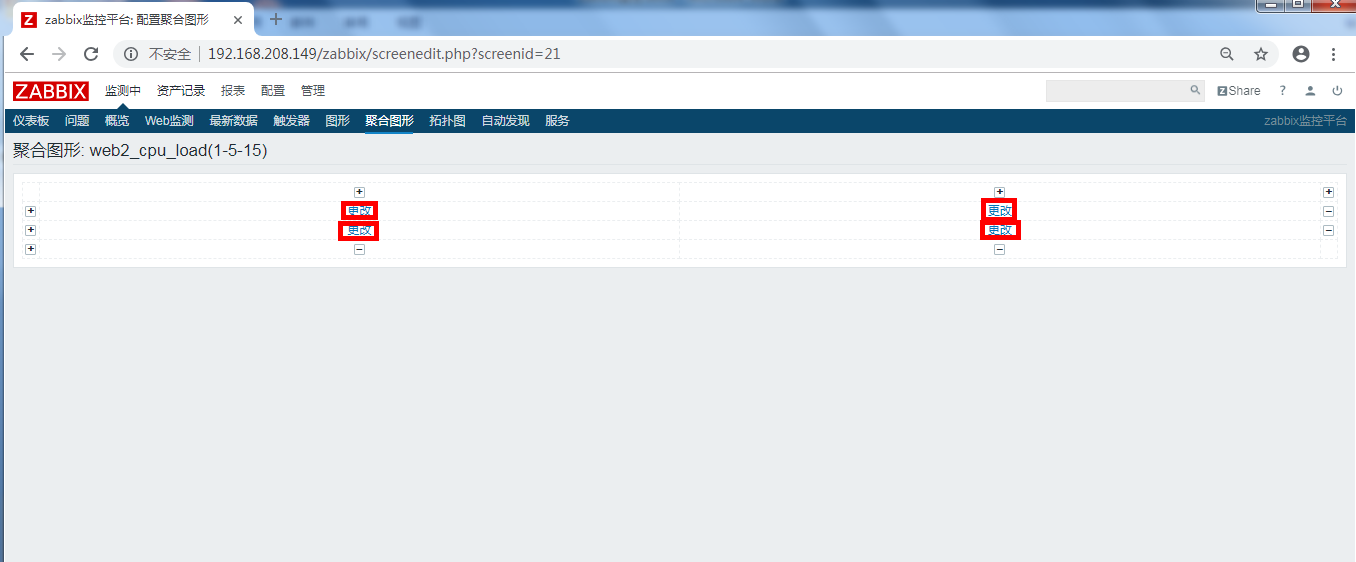 zabbix监控平台: 配置聚合图形
不安全 192.168.208.149/zabbix/screenedit.php?screenid=21
ZABBIX 监测中 资产记录 报表 配置 管理 Z Share ?
仪表板 问题 概览 Web监测 最新数据 触发器 图形 聚合图形 拓扑图 自动发现 服务 zabbix监控平台
聚合图形: web2_cpu_load(1-5-15)
更改 更改
更改 更改